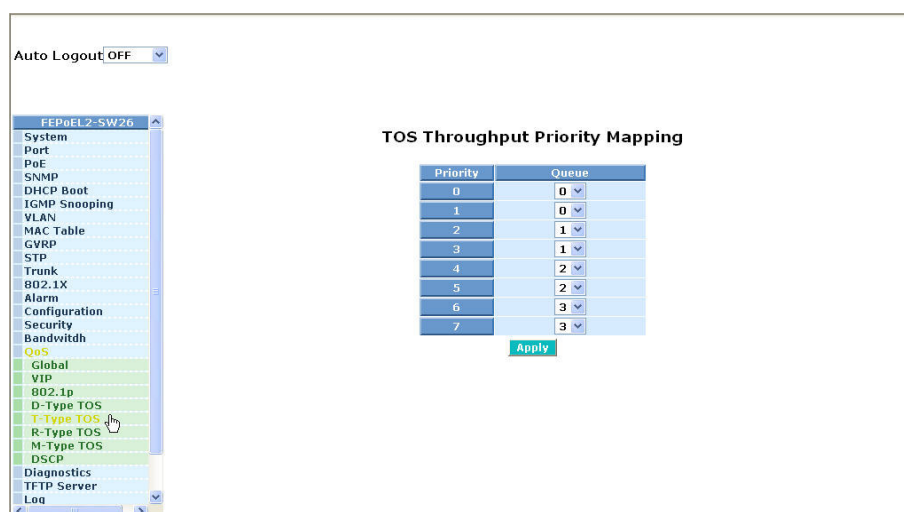 Auto Logout OFF
FEPoEL2-SW26
System
Port
PoE
SNMP
DHCP Boot
IGMP Snooping
VLAN
MAC Table
GVRP
STP
Trunk
802.1X
Alarm
Configuration
Security
Bandwitdh
QoS
Global
VIP
802.1p
D-Type TOS
T-Type TOS
R-Type TOS
M-Type TOS
DSCP
Diagnostics
TFTP Server
Log
TOS Throughput Priority Mapping
Priority Queue
0 0
1 0
2 1
3 1
4 2
5 2
6 3
7 3
Apply